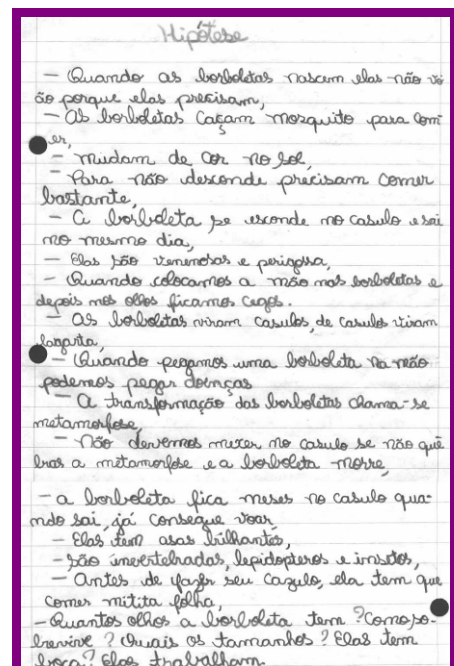 Hipótese
— Quando as borboletas nascem elas não vo
ão porque elas precisam,
— As borboletas caçam mosquito para com
er,
— mudam de cor no sol,
— Para não desconde precisam comer
bastante,
— A borboleta se esconde no casulo e sai
no mesmo dia,
— Elas são venenosas e perigossa,
— Quando colocamos a mão nas borboletas e
depois nos olhos ficamos cegos.
— As borboletas viram casulos, de casulos viram
lagarta,
— Quando pegamos uma borboleta na mão
podemos pegar doenças
— A transformação das borboletas chama-se
metamorfose,
— Não devemos mexer no casulo se não que
bras a metamorfose e a borboleta morre,
— a borboleta fica meses no casulo qua-
ndo sai, já consegue voar,
— Elas tem asas brilhantes,
— São invertebradas, lepidopteros e insetos,
— Antes de fazer seu cazulo, ela tem que
comer mitita folha,
— Quantos olhos a borboleta tem? Como so-
brevive? Quais os tamanhos? Elas tem
boca? Elas trabalham